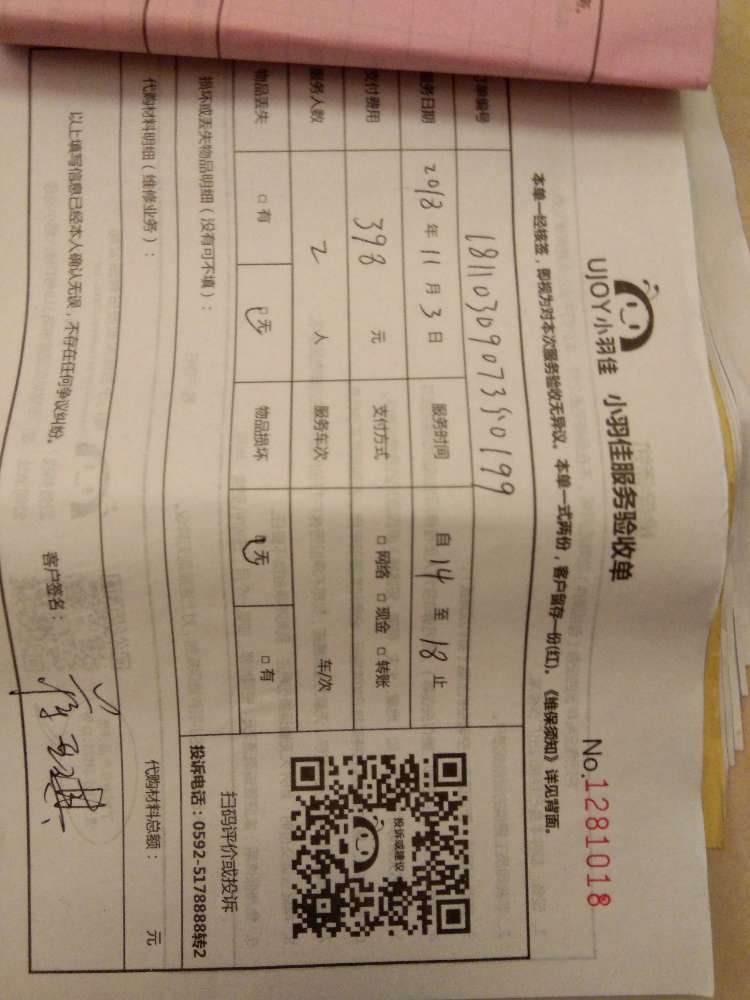 UJOY小羽佳 小羽佳服务验收单
No.1281018
本单一经核签，即视为对本次服务验收无异议。本单一式两份，客户留存一份(红)。《维保须知》详见背面。
单编号 18110309073550199
务日期 2018 年 11 月 3 日 服务时间 自 14 至 18 止
支付费用 398 元 支付方式 □ 网络 □ 现金 □ 转账
服务人数 2 人 服务车次 车/次
物品丢失 □ 有 □ 无 物品损坏 □ 无 □ 有
投诉或建议
扫码评价或投诉
投诉电话：0592-5178888转2
损坏或丢失物品明细（没有可不填）：
代购材料明细（维修业务）：
代购材料总额： 元
以上填写信息已经本人确认无误，不存在任何争议纠纷。
客户签名：